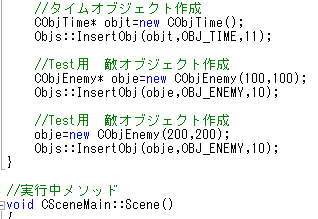 //タイムオブジェクト作成
CObjTime* objt=new CObjTime();
Objs::InsertObj(objt,OBJ_TIME,11);
//Test用 敵オブジェクト作成
CObjEnemy* obje=new CObjEnemy(100,100);
Objs::InsertObj(obje,OBJ_ENEMY,10);
//Test用 敵オブジェクト作成
obje=new CObjEnemy(200,200);
Objs::InsertObj(obje,OBJ_ENEMY,10);
}
//実行中メソッド
void CSceneMain::Scene()
{